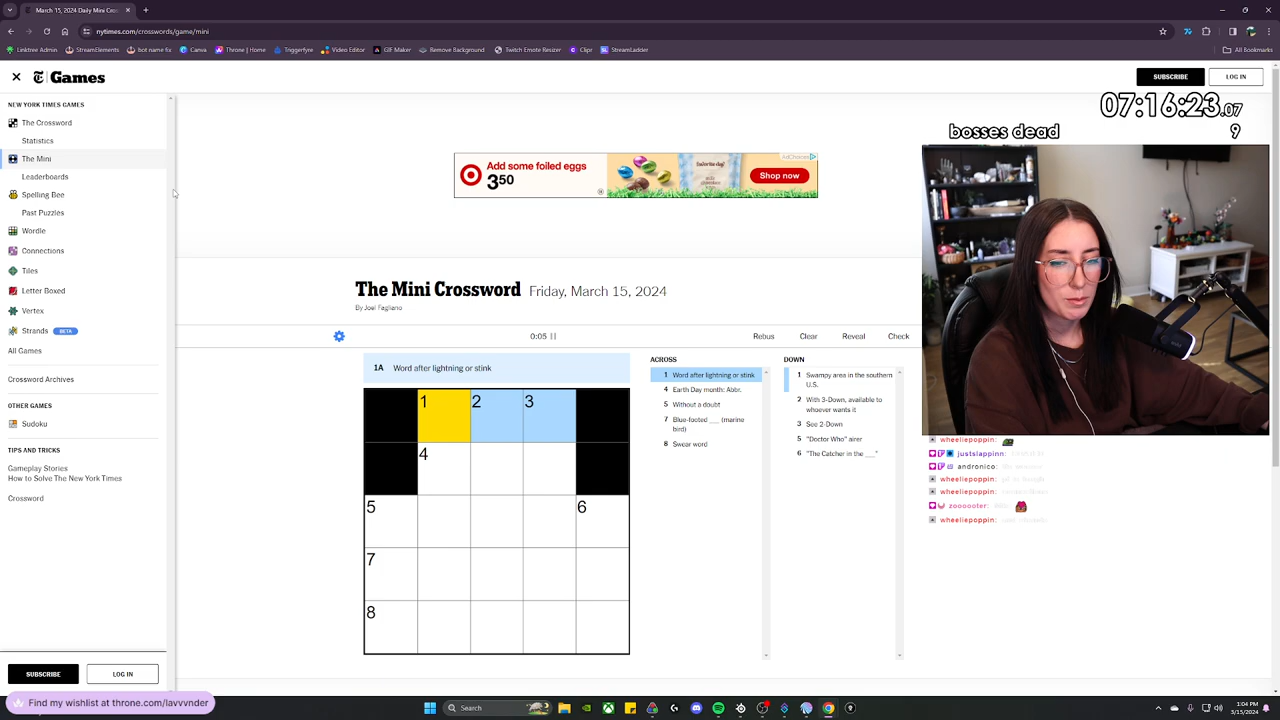 March 15, 2024 Daily Mini Cros
nytimes.com/crosswords/game/mini
Linktree Admin StreamElements bot name fix Canva Throne | Home Triggerfyre Video Editor GIF Maker Remove Background Twitch Emote Resizer Clipr StreamLadder All Bookmarks
Games
SUBSCRIBE LOG IN
NEW YORK TIMES GAMES
The Crossword
Statistics
The Mini
Leaderboards
Spelling Bee
Past Puzzles
Wordle
Connections
Tiles
Letter Boxed
Vertex
Strands BETA
All Games
Crossword Archives
OTHER GAMES
Sudoku
TIPS AND TRICKS
Gameplay Stories
How to Solve The New York Times
Crossword
SUBSCRIBE LOG IN
Find my wishlist at throne.com/lavvvnder
Add some foiled eggs
3.50
favorite day
Shop now
AdChoices
07:16:23.07
bosses dead 9
The Mini Crossword Friday, March 15, 2024
By Joel Fagliano
0:05
Rebus Clear Reveal Check
1A Word after lightning or stink
1 2 3
4
5 6
7
8
ACROSS
1 Word after lightning or stink
4 Earth Day month: Abbr.
5 Without a doubt
7 Blue-footed ___ (marine
bird)
8 Swear word
DOWN
1 Swampy area in the southern
U.S.
2 With 3-Down, available to
whoever wants it
3 See 2-Down
5 "Doctor Who" airer
6 "The Catcher in the ___"
wheeliepoppin:
justslappinn:
andronico:
wheeliepoppin:
wheeliepoppin:
zoooooter:
wheeliepoppin:
Search
1:04 PM
3/15/2024